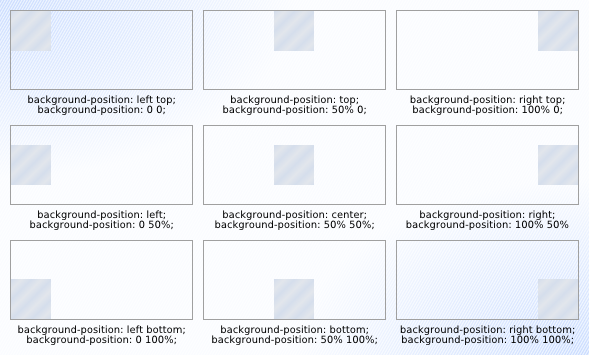 background-position: left top;
background-position: 0 0;
background-position: top;
background-position: 50% 0;
background-position: right top;
background-position: 100% 0;
background-position: left;
background-position: 0 50%;
background-position: center;
background-position: 50% 50%;
background-position: right;
background-position: 100% 50%
background-position: left bottom;
background-position: 0 100%;
background-position: bottom;
background-position: 50% 100%;
background-position: right bottom;
background-position: 100% 100%;